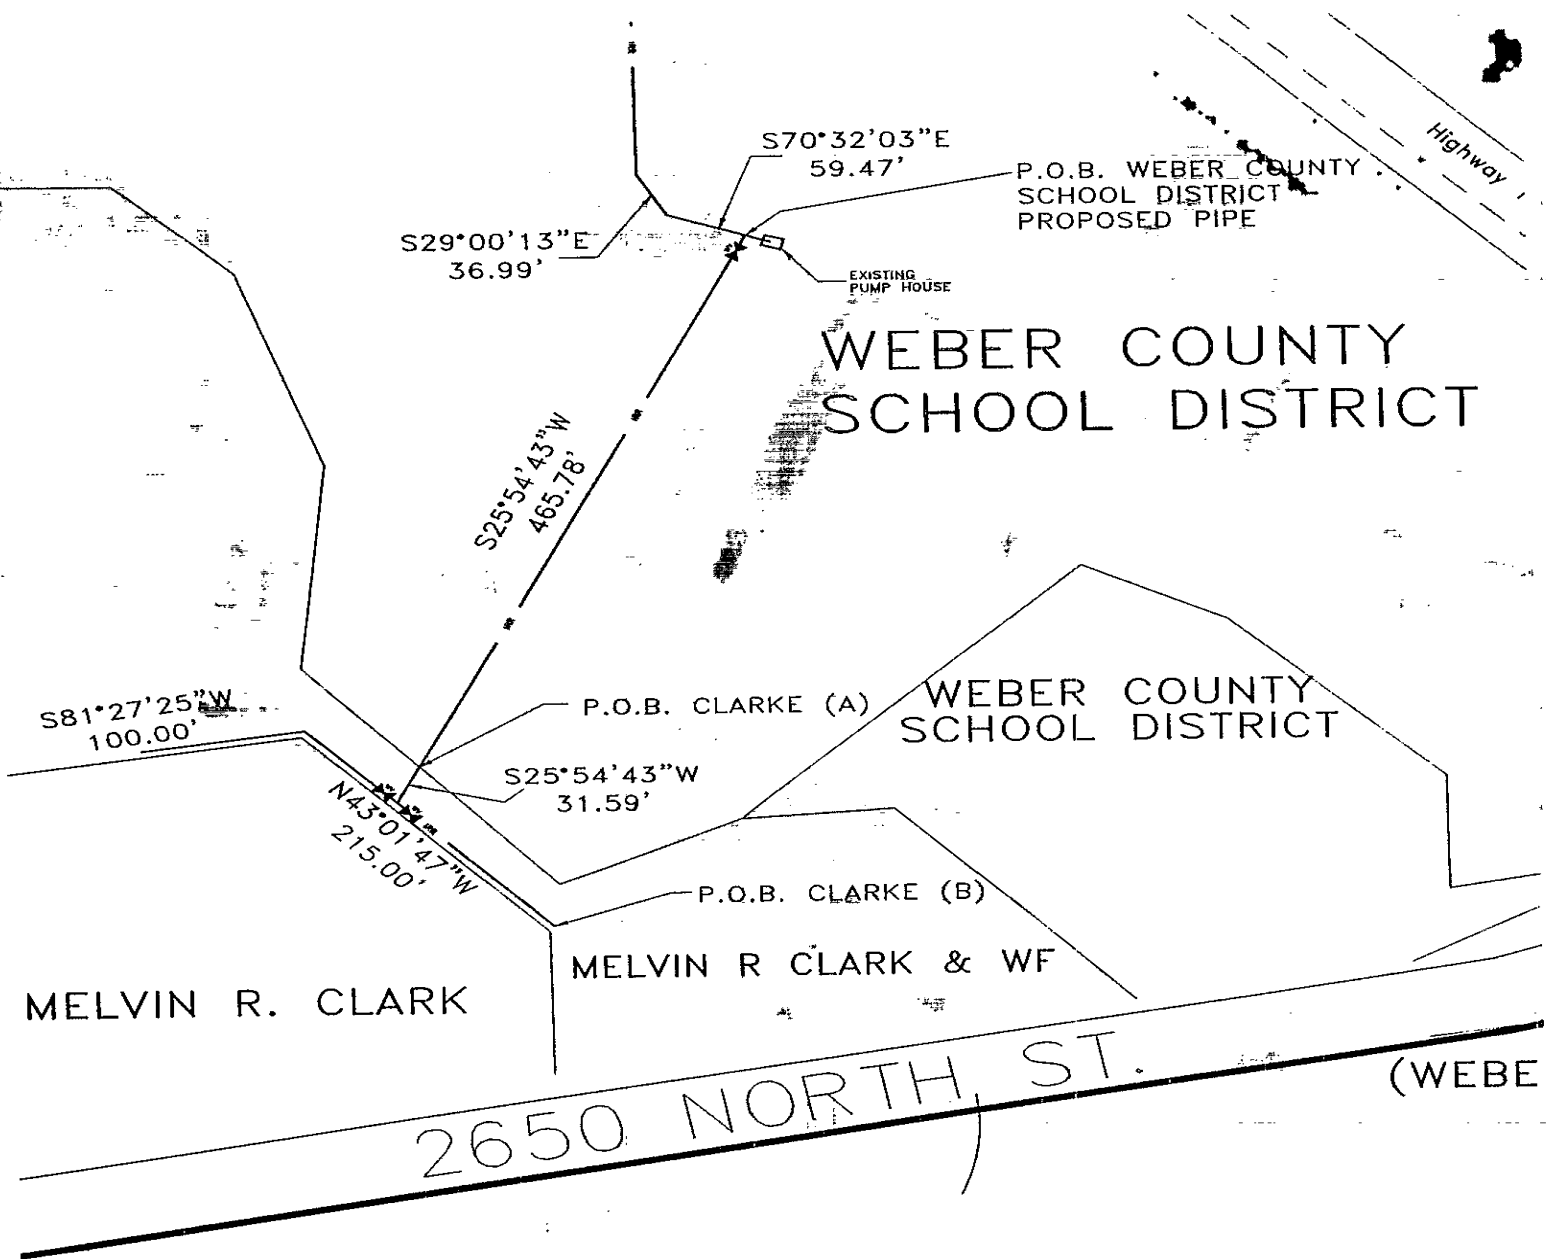 Highway
S70°32'03"E
59.47'
P.O.B. WEBER COUNTY
SCHOOL DISTRICT
PROPOSED PIPE
S29°00'13"E
36.99'
EXISTING
PUMP HOUSE
WEBER COUNTY
SCHOOL DISTRICT
S25°54'43"W
465.78'
S81°27'25"W
100.00'
P.O.B. CLARKE (A)
WEBER COUNTY
SCHOOL DISTRICT
S25°54'43"W
31.59'
N43°01'47"W
215.00'
P.O.B. CLARKE (B)
MELVIN R CLARK & WF
MELVIN R. CLARK
2650 NORTH ST.
(WEBE